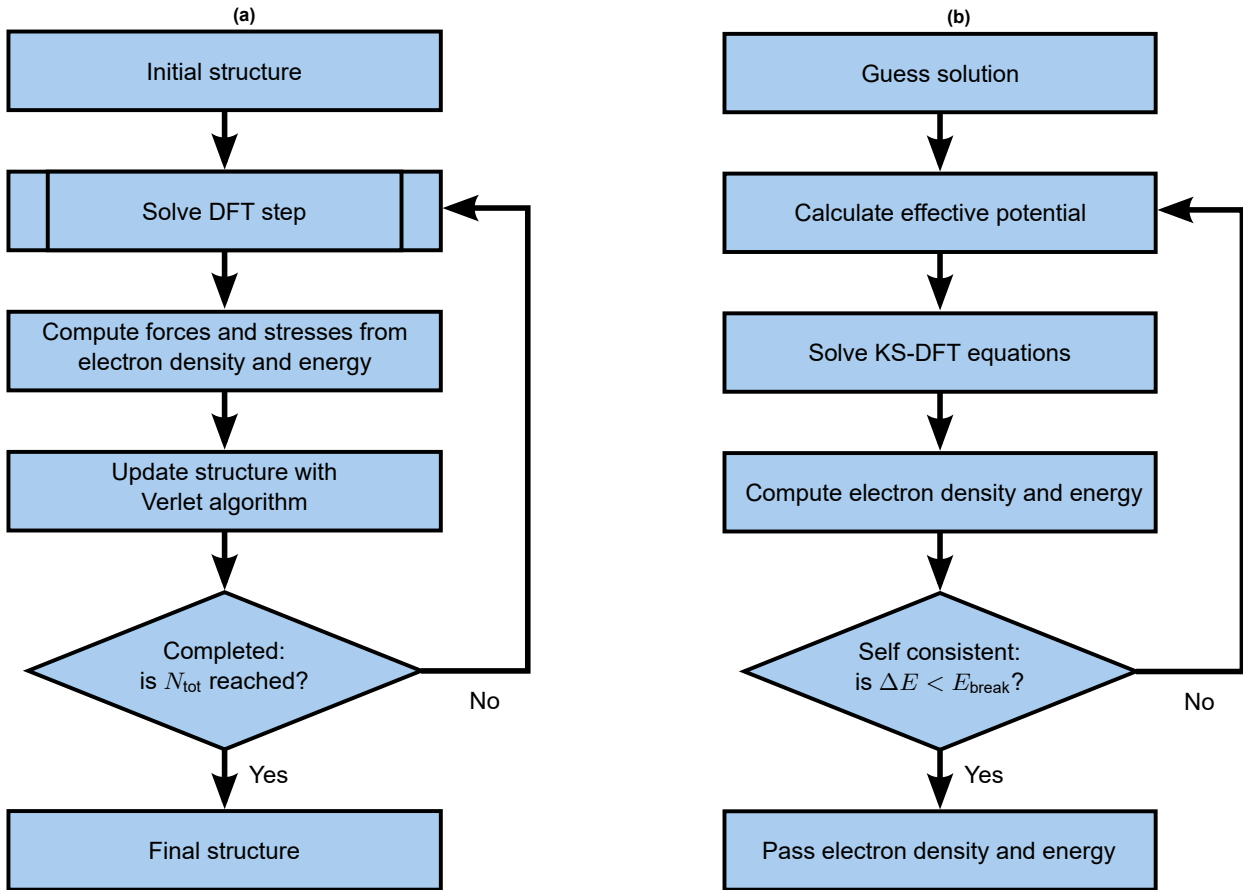 (a)
Initial structure
Solve DFT step
Compute forces and stresses from
electron density and energy
Update structure with
Verlet algorithm
Completed:
is N_tot reached?
No
Yes
Final structure
(b)
Guess solution
Calculate effective potential
Solve KS-DFT equations
Compute electron density and energy
Self consistent:
is ΔE < E_break?
No
Yes
Pass electron density and energy